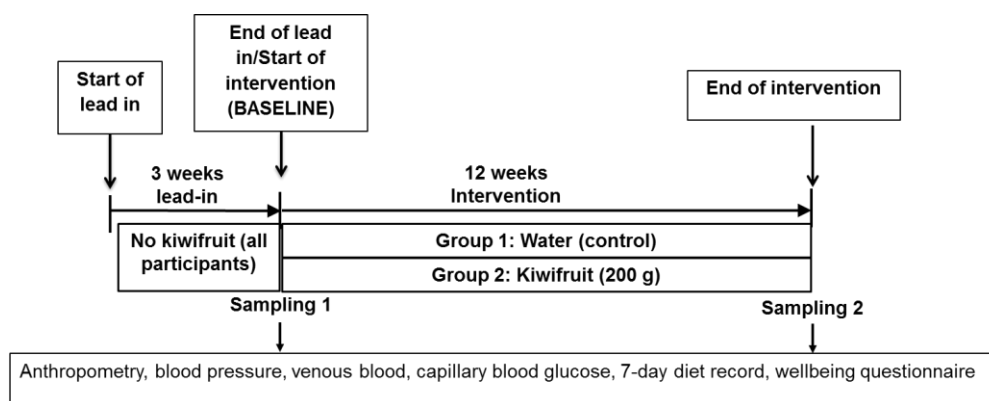 Start of
lead in
End of lead
in/Start of
intervention
(BASELINE)
End of intervention
3 weeks
lead-in
12 weeks
Intervention
No kiwifruit (all
participants)
Group 1: Water (control)
Group 2: Kiwifruit (200 g)
Sampling 1
Sampling 2
Anthropometry, blood pressure, venous blood, capillary blood glucose, 7-day diet record, wellbeing questionnaire